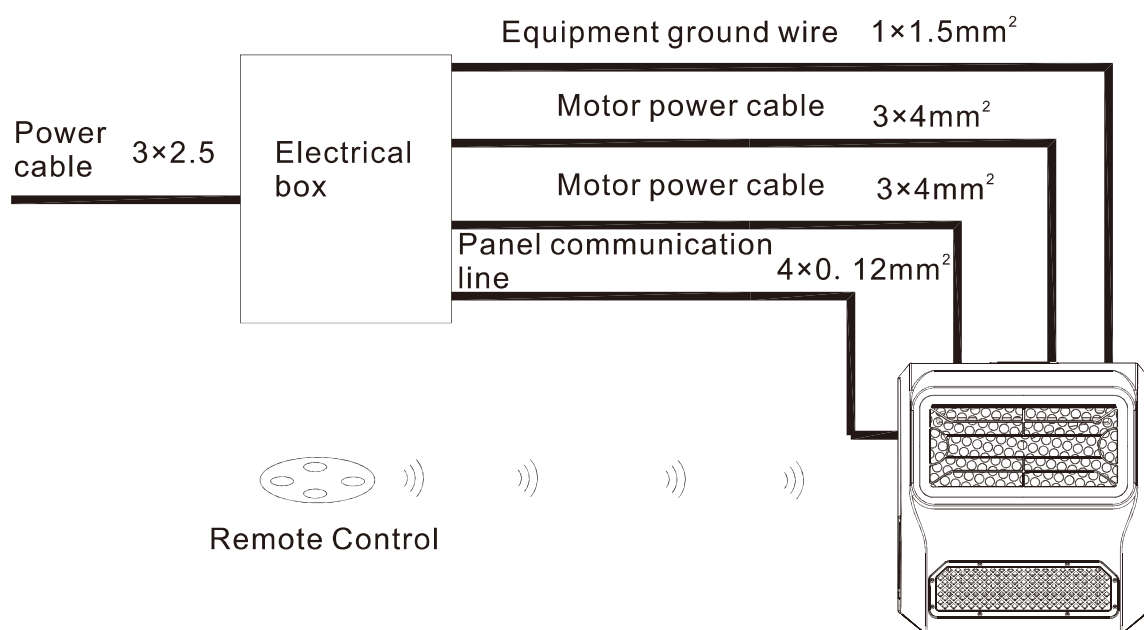 Equipment ground wire 1×1.5mm²
Motor power cable 3×4mm²
Power
cable 3×2.5
Electrical
box
Motor power cable 3×4mm²
Panel communication
line 4×0. 12mm²
Remote Control